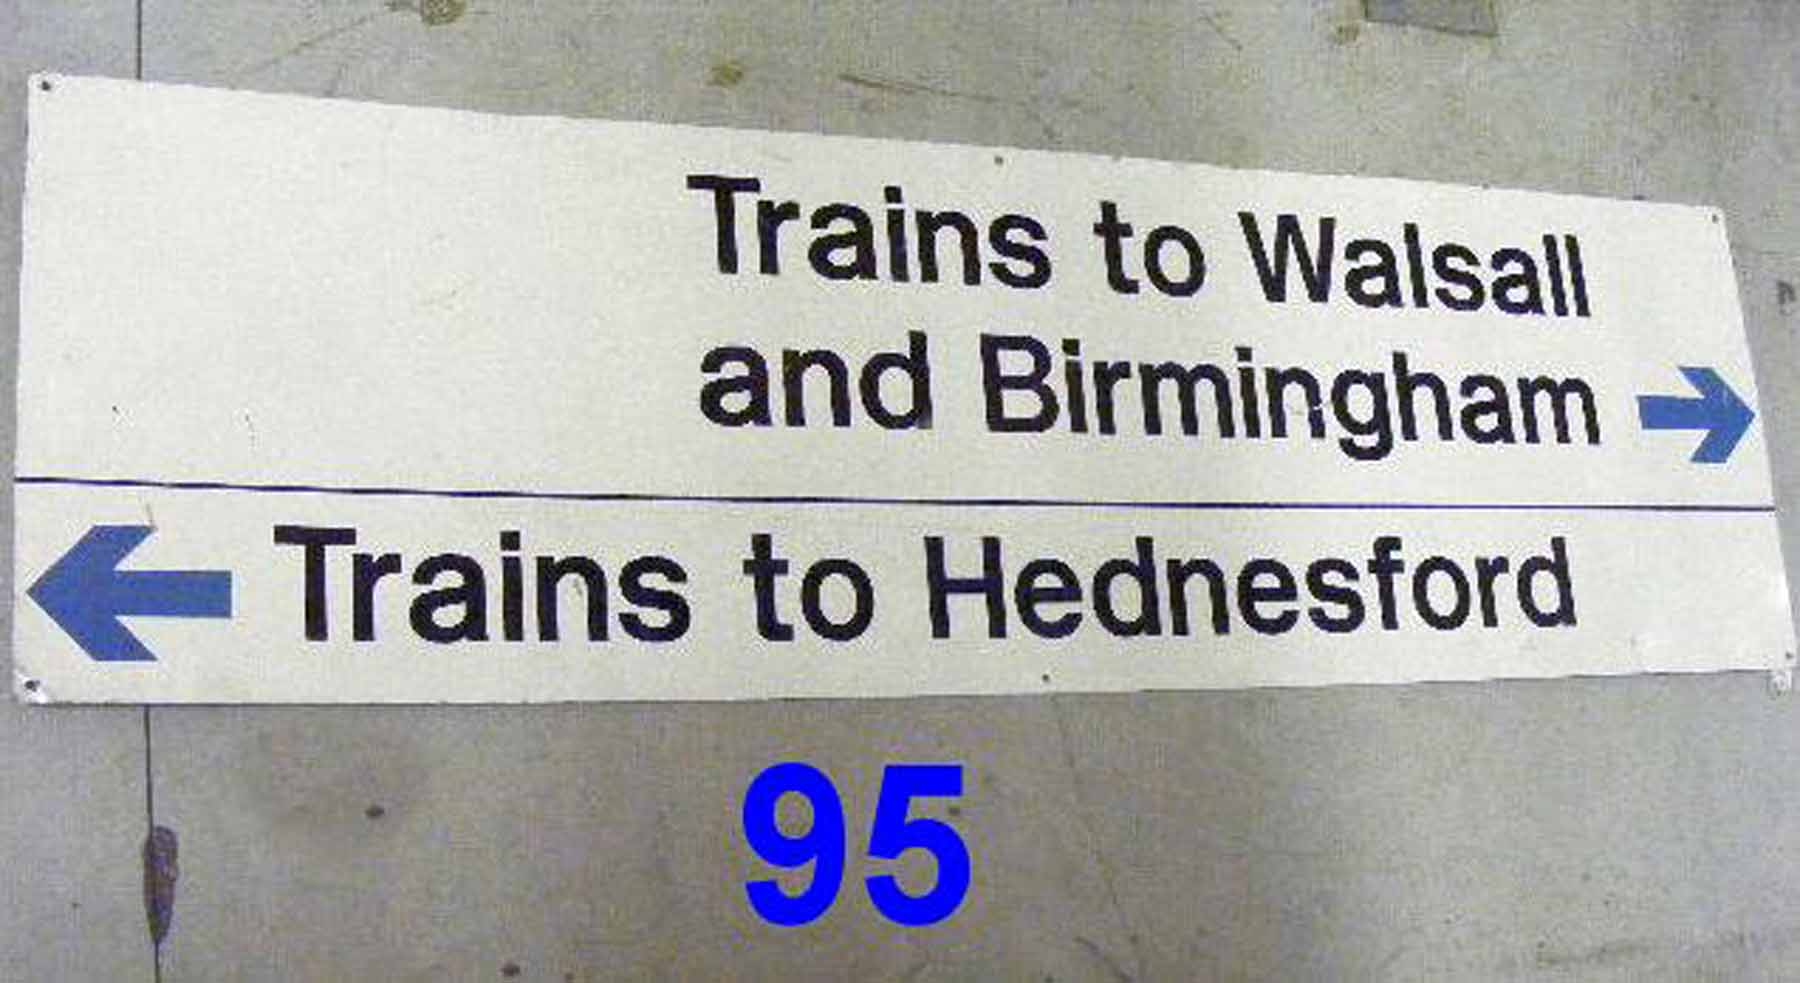 Trains to Walsall
and Birmingham
Trains to Hednesford
95